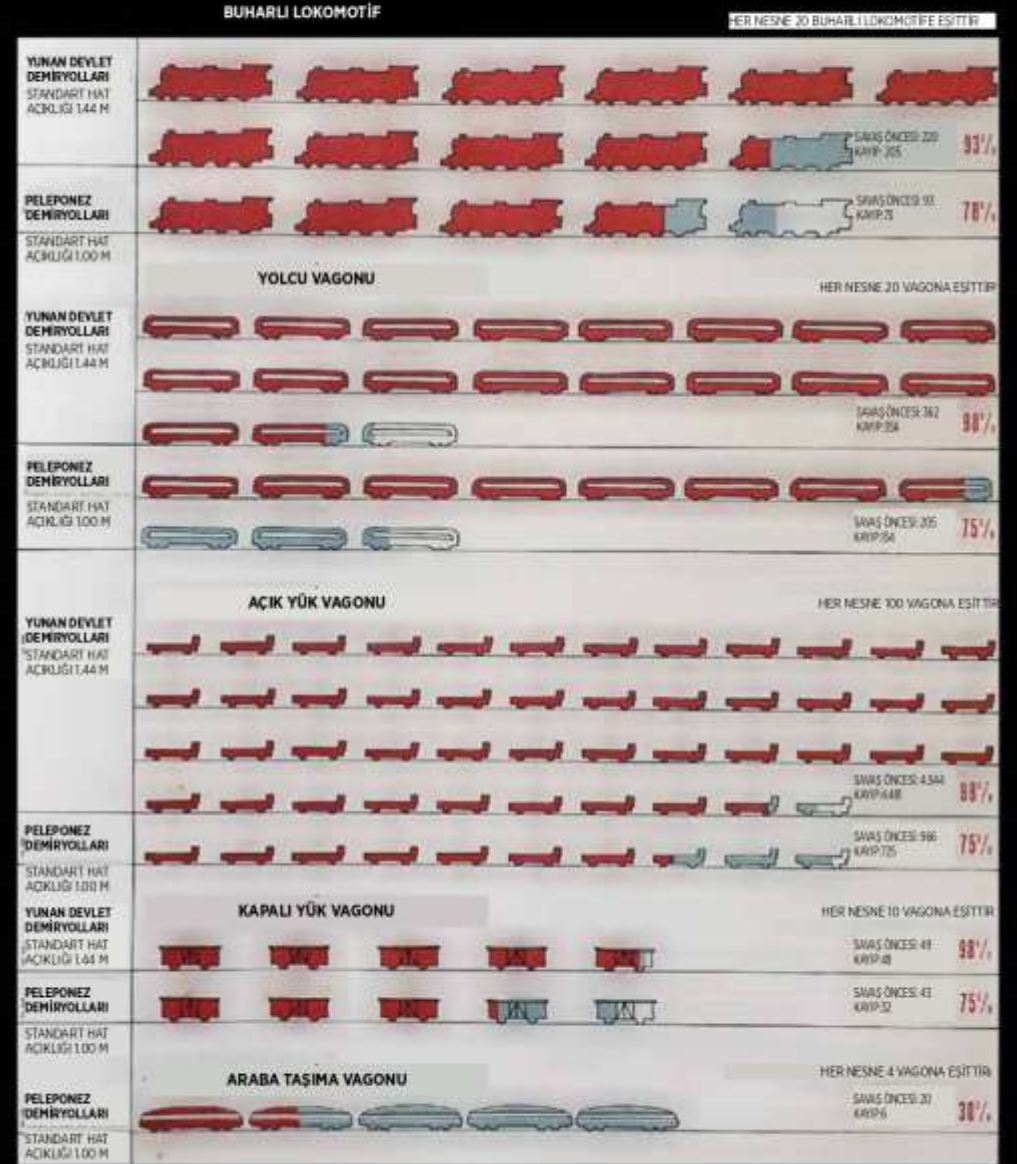 BUHARLI LOKOMOTİF
HER NESNE 20 BUHARLI LOKOMOTİFE EŞİTTİR
YUNAN DEVLET
DEMİRYOLLARI
STANDART HAT
AÇIKLIĞI 1.44 M
SAVAŞ ÖNCESİ: 220
KAYIP: 205
93%
PELEPONEZ
DEMİRYOLLARI
STANDART HAT
AÇIKLIĞI 1.00 M
SAVAŞ ÖNCESİ: 93
KAYIP:
78%
YOLCU VAGONU
HER NESNE 20 VAGONA EŞİTTİR
YUNAN DEVLET
DEMİRYOLLARI
STANDART HAT
AÇIKLIĞI 1.44 M
SAVAŞ ÖNCESİ: 362
KAYIP: 354
98%
PELEPONEZ
DEMİRYOLLARI
STANDART HAT
AÇIKLIĞI 1.00 M
SAVAŞ ÖNCESİ: 205
KAYIP: 154
75%
AÇIK YÜK VAGONU
HER NESNE 100 VAGONA EŞİTTİR
YUNAN DEVLET
DEMİRYOLLARI
STANDART HAT
AÇIKLIĞI 1.44 M
SAVAŞ ÖNCESİ: 4.544
KAYIP:
98%
PELEPONEZ
DEMİRYOLLARI
STANDART HAT
AÇIKLIĞI 1.00 M
SAVAŞ ÖNCESİ: 986
KAYIP: 725
75%
KAPALI YÜK VAGONU
HER NESNE 10 VAGONA EŞİTTİR
YUNAN DEVLET
DEMİRYOLLARI
STANDART HAT
AÇIKLIĞI 1.44 M
SAVAŞ ÖNCESİ: 49
KAYIP: 48
98%
PELEPONEZ
DEMİRYOLLARI
STANDART HAT
AÇIKLIĞI 1.00 M
SAVAŞ ÖNCESİ: 43
KAYIP: 32
75%
ARABA TAŞIMA VAGONU
HER NESNE 4 VAGONA EŞİTTİR
PELEPONEZ
DEMİRYOLLARI
STANDART HAT
AÇIKLIĞI 1.00 M
SAVAŞ ÖNCESİ: 20
KAYIP: 6
30%